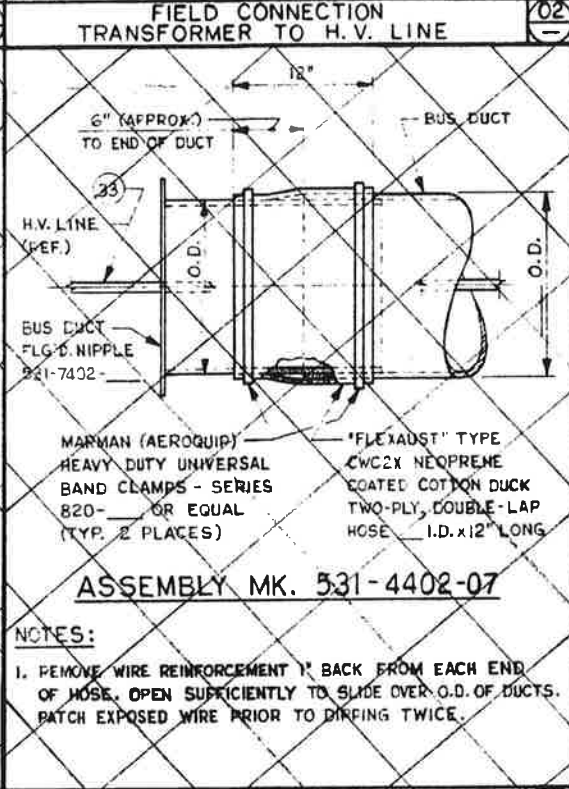 FIELD CONNECTION
TRANSFORMER TO H.V. LINE
02
—
12"
6" (APPROX.)
TO END OF DUCT
BUS DUCT
33
H.V. LINE
(REF.)
O.D.
O.D.
BUS DUCT
FLG'D. NIPPLE
531-7402-___
MARMAN (AEROQUIP)
HEAVY DUTY UNIVERSAL
BAND CLAMPS - SERIES
820-___ OR EQUAL
(TYP. 2 PLACES)
"FLEXAUST" TYPE
CWC2X NEOPRENE
COATED COTTON DUCK
TWO-PLY, DOUBLE-LAP
HOSE ___ I.D. x 12" LONG
ASSEMBLY MK. 531-4402-07
NOTES:
1. REMOVE WIRE REINFORCEMENT 1" BACK FROM EACH END
OF HOSE. OPEN SUFFICIENTLY TO SLIDE OVER O.D. OF DUCTS.
PATCH EXPOSED WIRE PRIOR TO DIPPING TWICE.